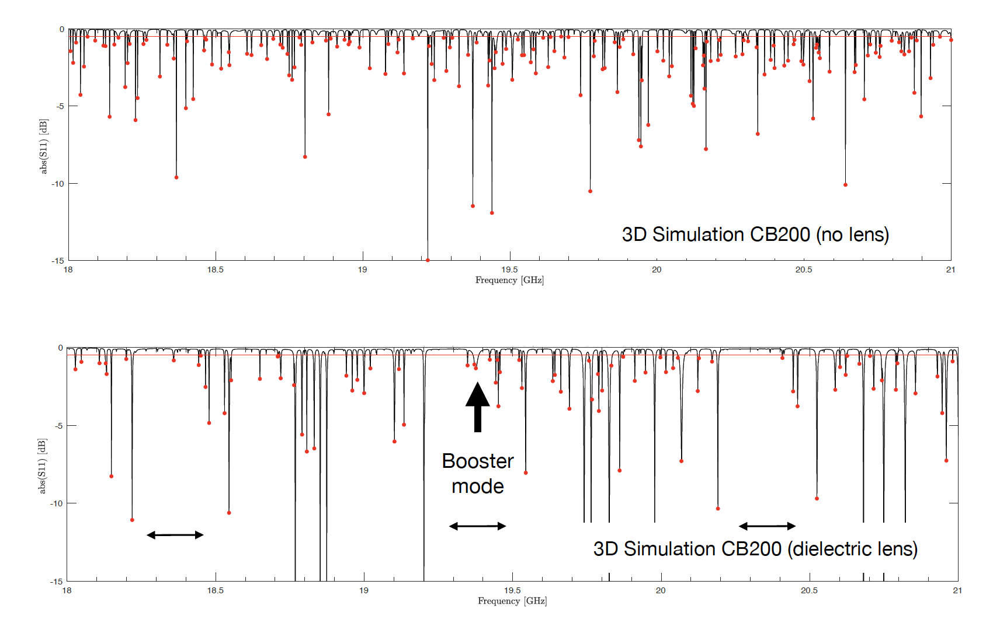 0
-5
-10
-15
abs(S11) [dB]
18
18.5
19
19.5
20
20.5
21
Frequency [GHz]
3D Simulation CB200 (no lens)
0
-5
-10
-15
abs(S11) [dB]
Booster
mode
3D Simulation CB200 (dielectric lens)
18
18.5
19
19.5
20
20.5
21
Frequency [GHz]